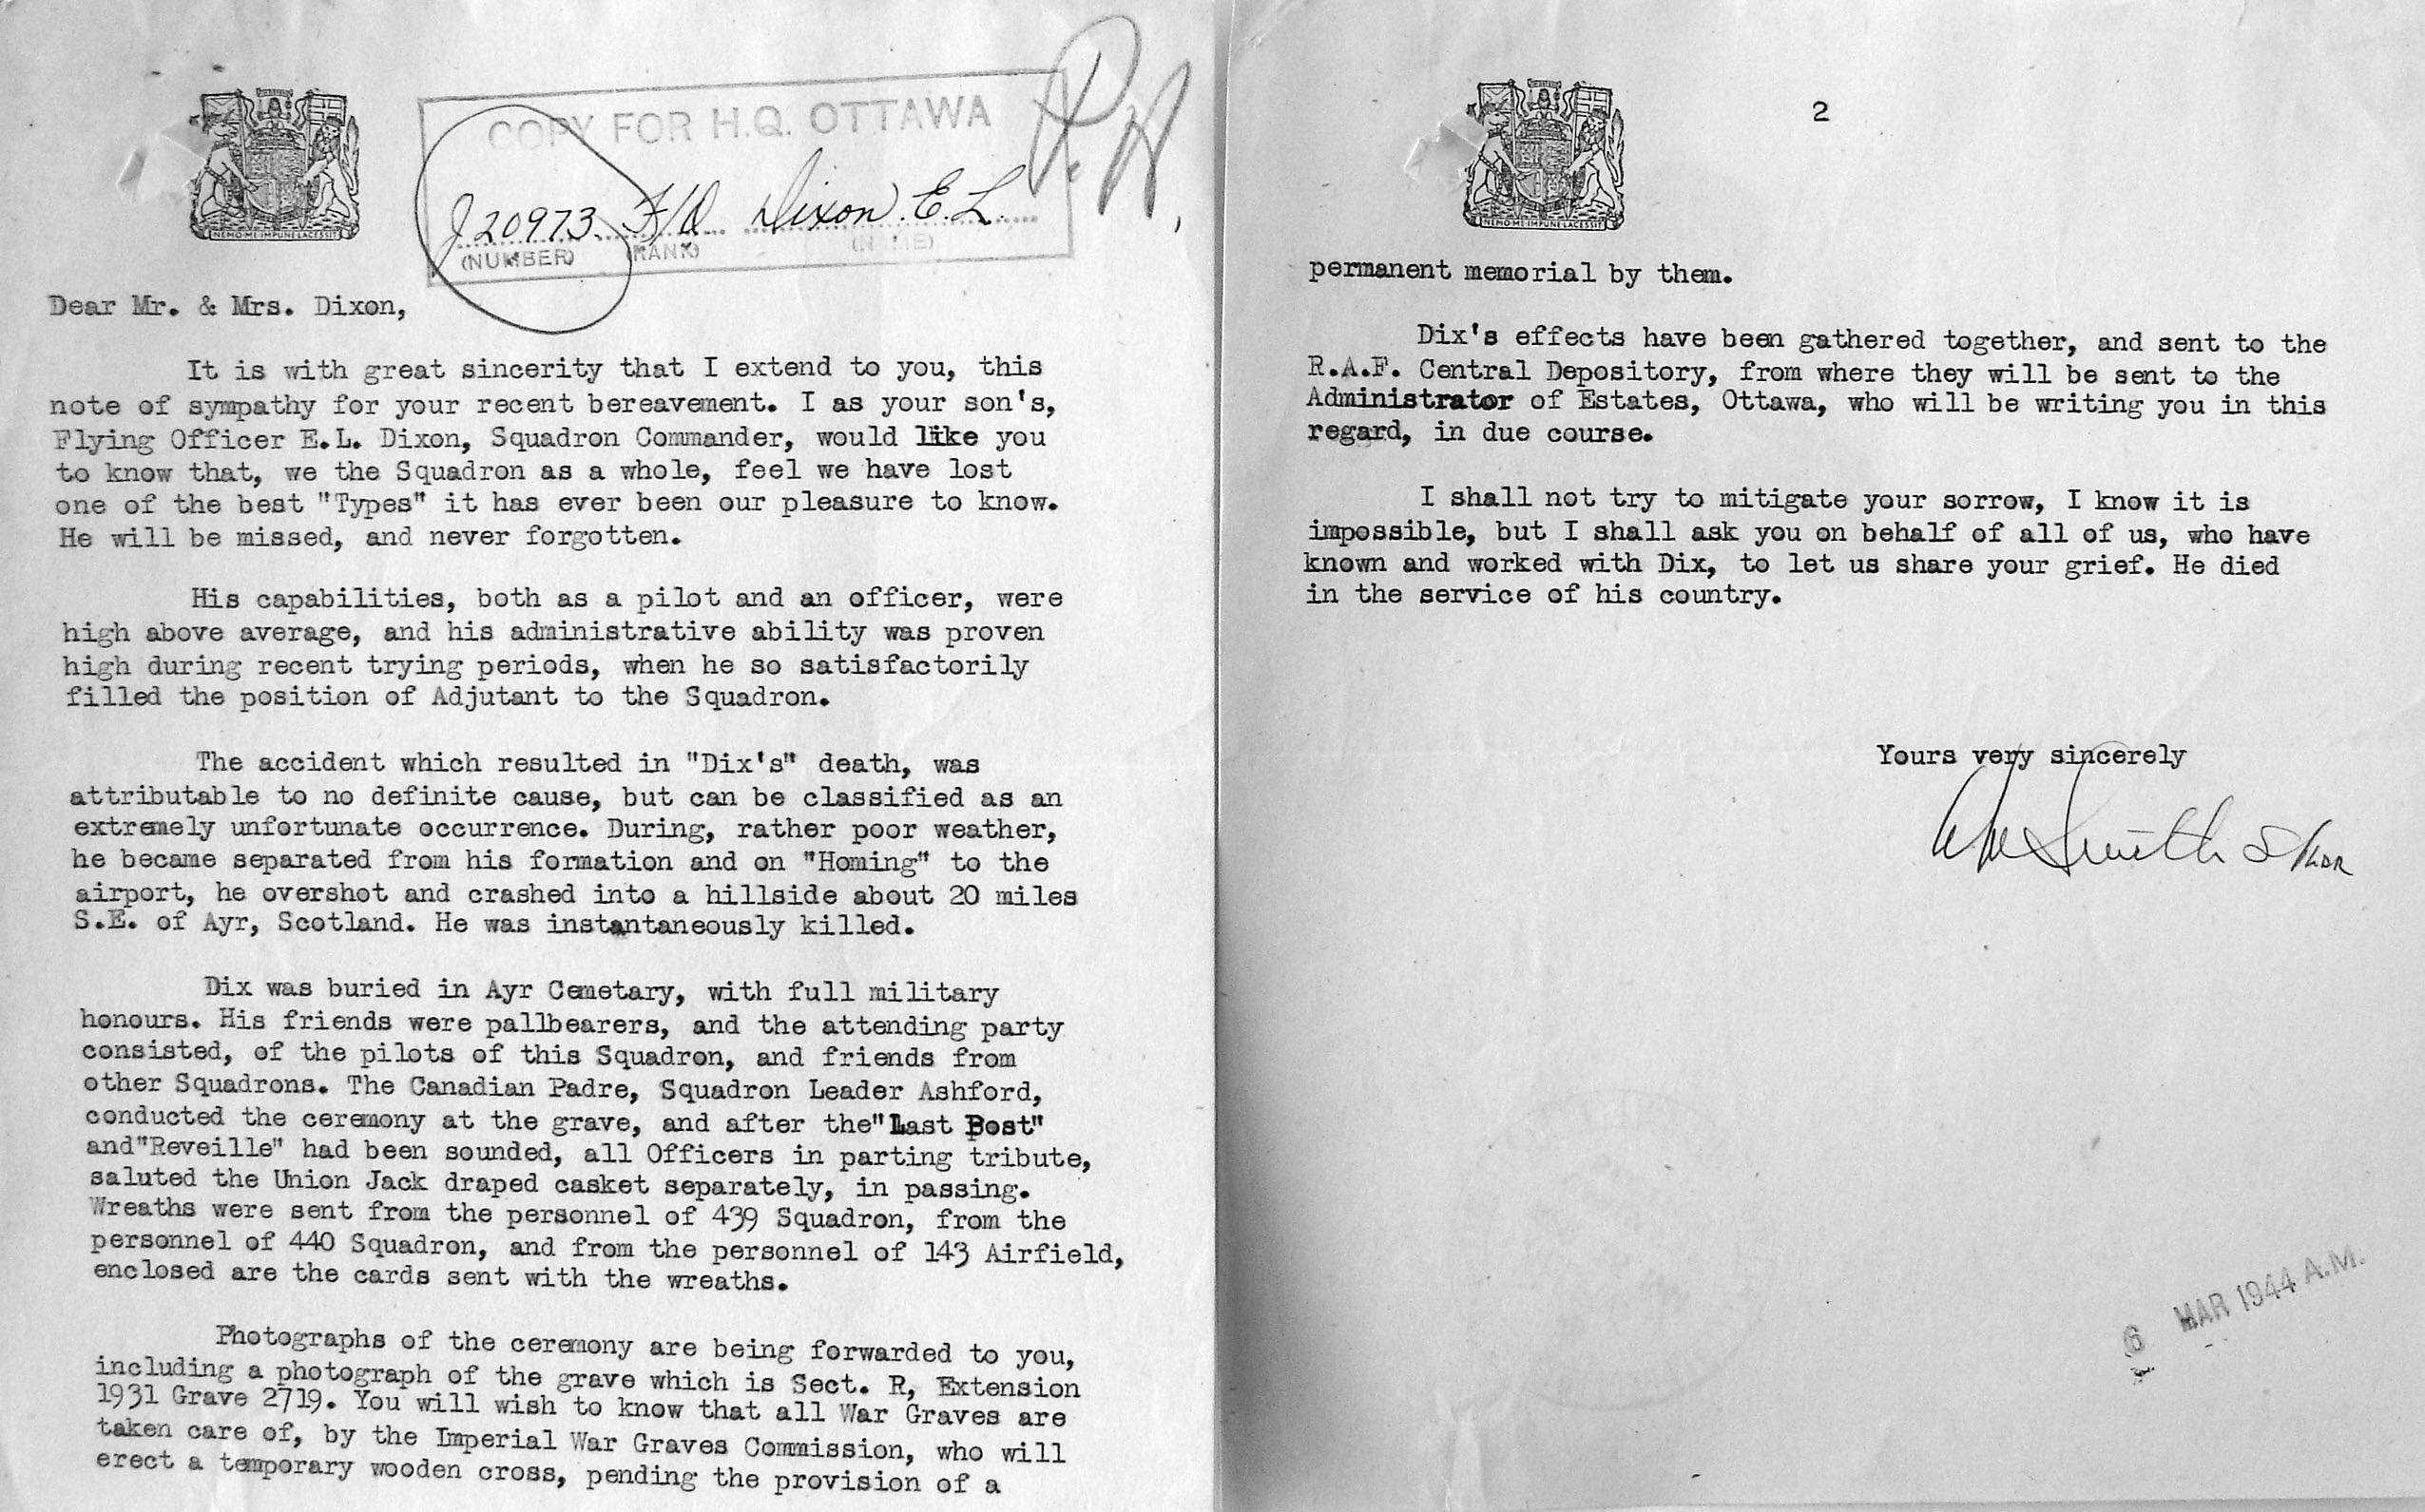 COPY FOR H.Q. OTTAWA
J20973 F/O Dixon E.L.
(NUMBER) (RANK) (NAME)
NEMO ME IMPUNE LACESSIT
Dear Mr. & Mrs. Dixon,
It is with great sincerity that I extend to you, this
note of sympathy for your recent bereavement. I as your son's,
Flying Officer E.L. Dixon, Squadron Commander, would like you
to know that, we the Squadron as a whole, feel we have lost
one of the best "Types" it has ever been our pleasure to know.
He will be missed, and never forgotten.
His capabilities, both as a pilot and an officer, were
high above average, and his administrative ability was proven
high during recent trying periods, when he so satisfactorily
filled the position of Adjutant to the Squadron.
The accident which resulted in "Dix's" death, was
attributable to no definite cause, but can be classified as an
extremely unfortunate occurrence. During, rather poor weather,
he became separated from his formation and on "Homing" to the
airport, he overshot and crashed into a hillside about 20 miles
S.E. of Ayr, Scotland. He was instantaneously killed.
Dix was buried in Ayr Cemetary, with full military
honours. His friends were pallbearers, and the attending party
consisted, of the pilots of this Squadron, and friends from
other Squadrons. The Canadian Padre, Squadron Leader Ashford,
conducted the ceremony at the grave, and after the"Last Post"
and"Reveille" had been sounded, all Officers in parting tribute,
saluted the Union Jack draped casket separately, in passing.
Wreaths were sent from the personnel of 439 Squadron, from the
personnel of 440 Squadron, and from the personnel of 143 Airfield,
enclosed are the cards sent with the wreaths.
Photographs of the ceremony are being forwarded to you,
including a photograph of the grave which is Sect. R, Extension
1931 Grave 2719. You will wish to know that all War Graves are
taken care of, by the Imperial War Graves Commission, who will
erect a temporary wooden cross, pending the provision of a
2
NEMO ME IMPUNE LACESSIT
permanent memorial by them.
Dix's effects have been gathered together, and sent to the
R.A.F. Central Depository, from where they will be sent to the
Administrator of Estates, Ottawa, who will be writing you in this
regard, in due course.
I shall not try to mitigate your sorrow, I know it is
impossible, but I shall ask you on behalf of all of us, who have
known and worked with Dix, to let us share your grief. He died
in the service of his country.
Yours very sincerely
Smith S/LDR
6 MAR 1944 A.M.